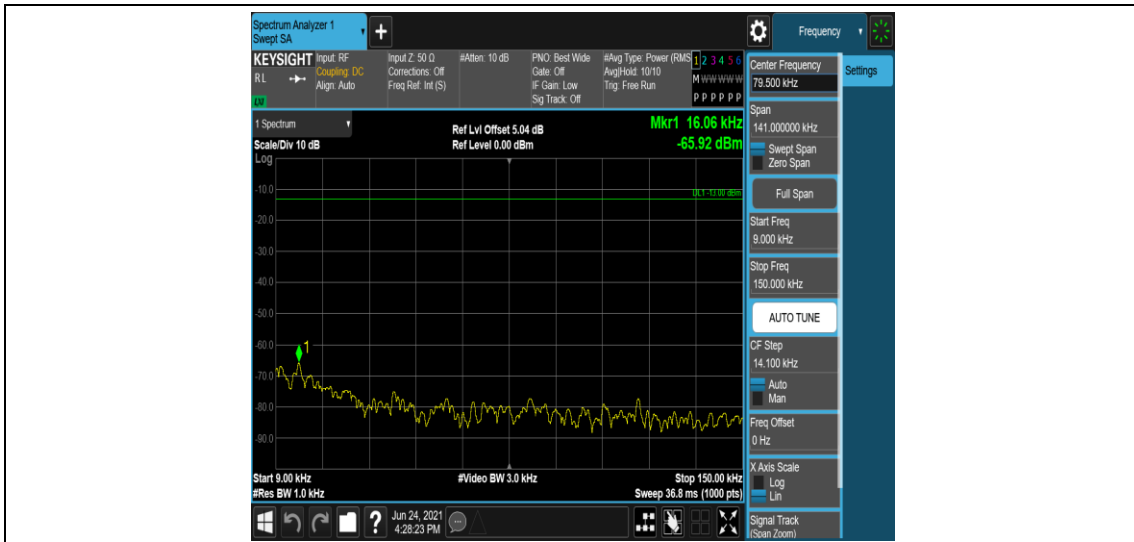 Spectrum Analyzer 1
Swept SA
+
Frequency
KEYSIGHT
RL
LXI
Input: RF
Coupling: DC
Align: Auto
Input Z: 50 Ω
Corrections: Off
Freq Ref: Int (S)
#Atten: 10 dB
PNO: Best Wide
Gate: Off
IF Gain: Low
Sig Track: Off
#Avg Type: Power (RMS
Avg|Hold: 10/10
Trig: Free Run
1 2 3 4 5 6
M W W W W W
P P P P P P
1 Spectrum
Scale/Div 10 dB
Log
Ref Lvl Offset 5.04 dB
Ref Level 0.00 dBm
Mkr1 16.06 kHz
-65.92 dBm
DL1 -13.00 dBm
-10.0
-20.0
-30.0
-40.0
-50.0
-60.0
1
-70.0
-80.0
-90.0
Start 9.00 kHz
#Res BW 1.0 kHz
#Video BW 3.0 kHz
Stop 150.00 kHz
Sweep 36.8 ms (1000 pts)
?
Jun 24, 2021
4:28:23 PM
Center Frequency
79.500 kHz
Settings
Span
141.000000 kHz
Swept Span
Zero Span
Full Span
Start Freq
9.000 kHz
Stop Freq
150.000 kHz
AUTO TUNE
CF Step
14.100 kHz
Auto
Man
Freq Offset
0 Hz
X Axis Scale
Log
Lin
Signal Track
(Span Zoom)